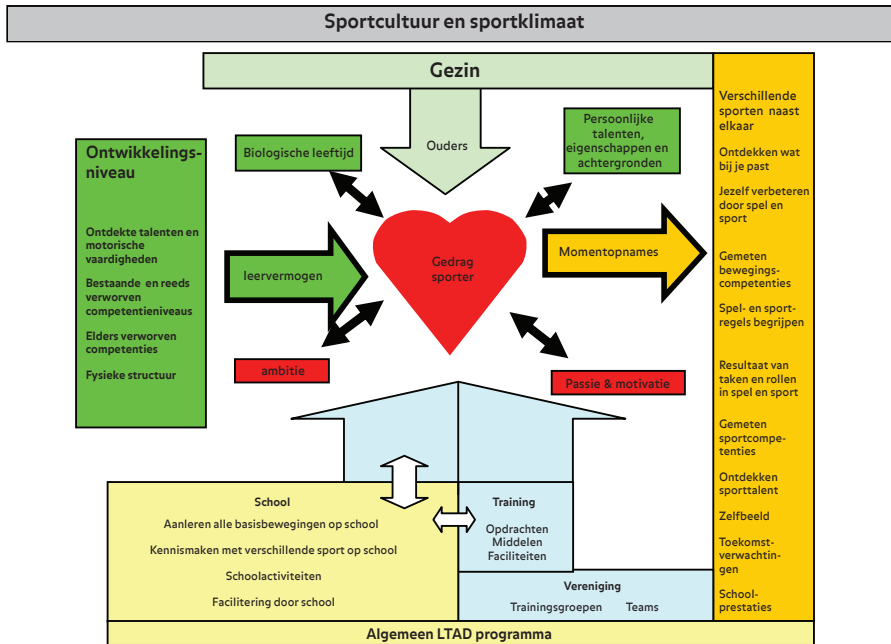 Sportcultuur en sportklimaat
Gezin
Ouders
Biologische leeftijd
Persoonlijke
talenten,
eigenschappen en
achtergronden
Ontwikkelings-
niveau
Ontdekte talenten en
motorische
vaardigheden
Bestaande en reeds
verworven
competentieniveaus
Elders verworven
competenties
Fysieke structuur
leervermogen
Gedrag
sporter
Momentopnames
ambitie
Passie & motivatie
Verschillende
sporten naast
elkaar
Ontdekken wat
bij je past
Jezelf verbeteren
door spel en
sport
Gemeten
bewegings-
competenties
Spel- en sport-
regels begrijpen
Resultaat van
taken en rollen
in spel en sport
Gemeten
sportcompe-
tenties
Ontdekken
sporttalent
Zelfbeeld
Toekomst-
verwachtin-
gen
School-
prestaties
School
Aanleren alle basisbewegingen op school
Kennismaken met verschillende sport op school
Schoolactiviteiten
Facilitering door school
Training
Opdrachten
Middelen
Faciliteiten
Vereniging
Trainingsgroepen Teams
Algemeen LTAD programma